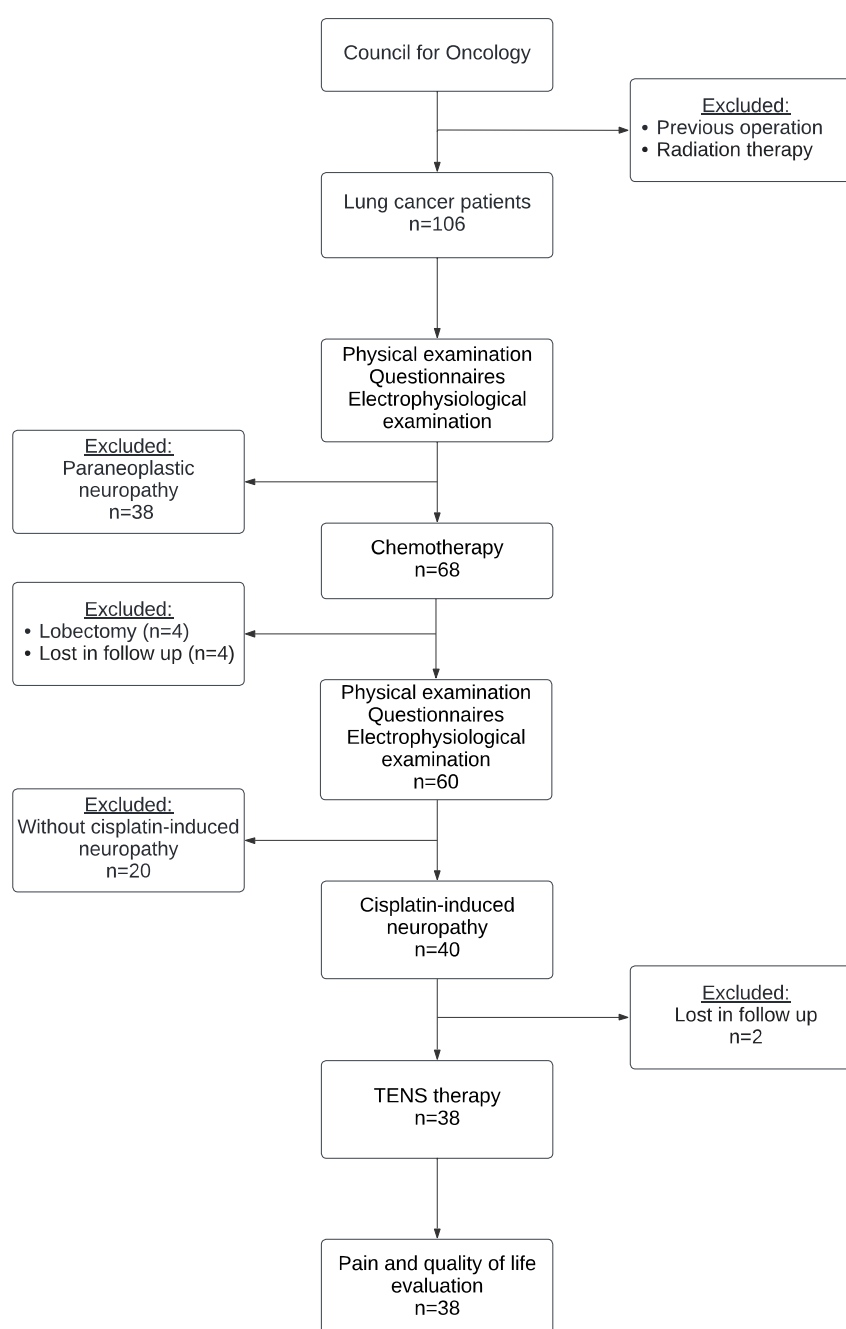 Council for Oncology
Excluded:
• Previous operation
• Radiation therapy
Lung cancer patients
n=106
Physical examination
Questionnaires
Electrophysiological
examination
Excluded:
Paraneoplastic
neuropathy
n=38
Chemotherapy
n=68
Excluded:
• Lobectomy (n=4)
• Lost in follow up (n=4)
Physical examination
Questionnaires
Electrophysiological
examination
n=60
Excluded:
Without cisplatin-induced
neuropathy
n=20
Cisplatin-induced
neuropathy
n=40
Excluded:
Lost in follow up
n=2
TENS therapy
n=38
Pain and quality of life
evaluation
n=38